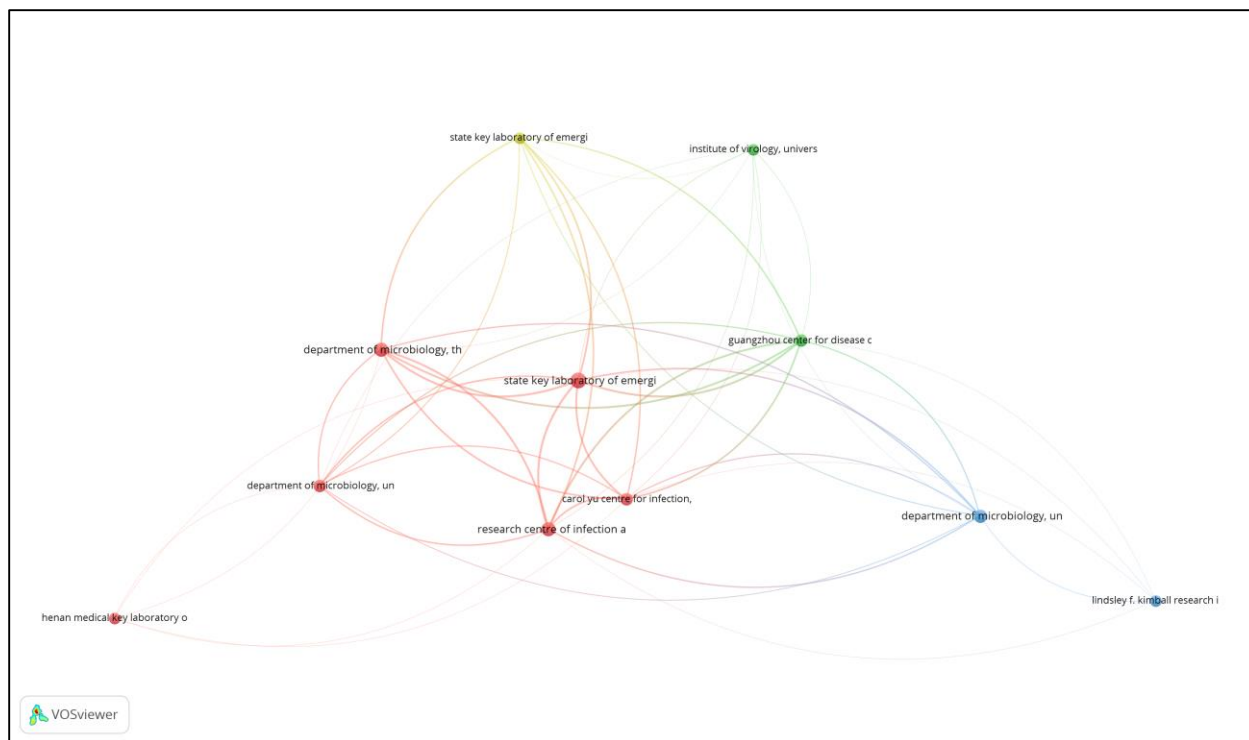 state key laboratory of emergi
institute of virology, univers
guangzhou center for disease c
department of microbiology, th
state key laboratory of emergi
department of microbiology, un
carol yu centre for infection,
research centre of infection a
department of microbiology, un
lindsley f. kimball research i
henan medical key laboratory o
VOSviewer